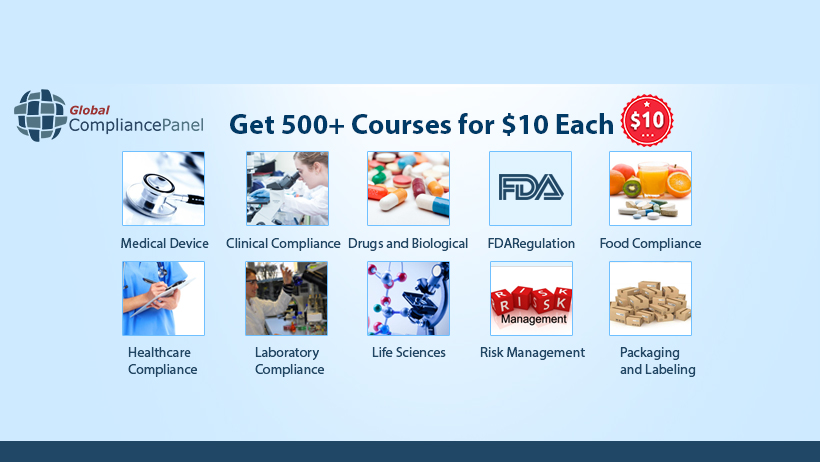 Global
CompliancePanel
Get 500+ Courses for $10 Each
$10
Medical Device
Clinical Compliance
Drugs and Biological
FDA
FDARegulation
Food Compliance
RISK
RISK
Management
Healthcare
Compliance
Laboratory
Compliance
Life Sciences
Risk Management
Packaging
and Labeling